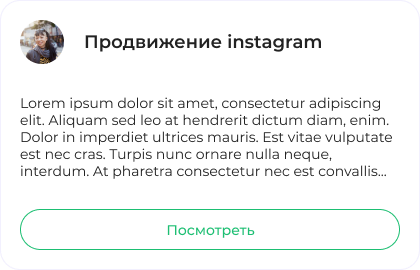 Продвижение instagram
Lorem ipsum dolor sit amet, consectetur adipiscing
elit. Aliquam sed leo at hendrerit dictum diam, enim.
Dolor in imperdiet ultrices mauris. Est vitae vulputate
est nec cras. Turpis nunc ornare nulla neque,
interdum. At pharetra consectetur nec est convallis...
Посмотреть